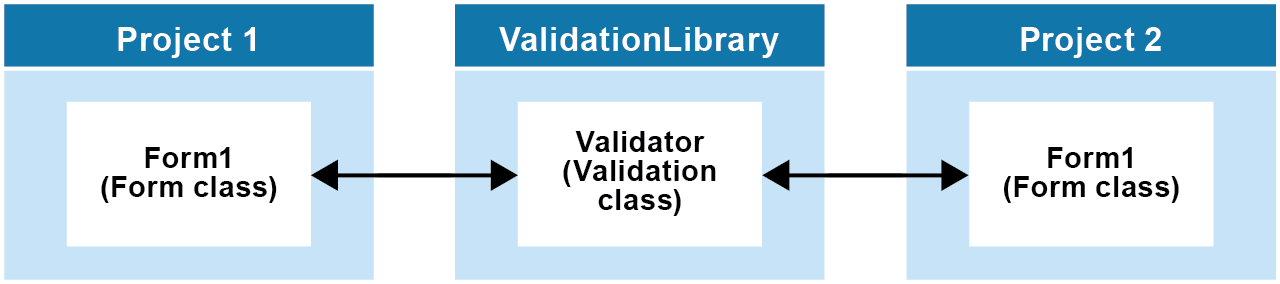 Project 1
ValidationLibrary
Project 2
Form1
(Form class)
Validator
(Validation
class)
Form1
(Form class)